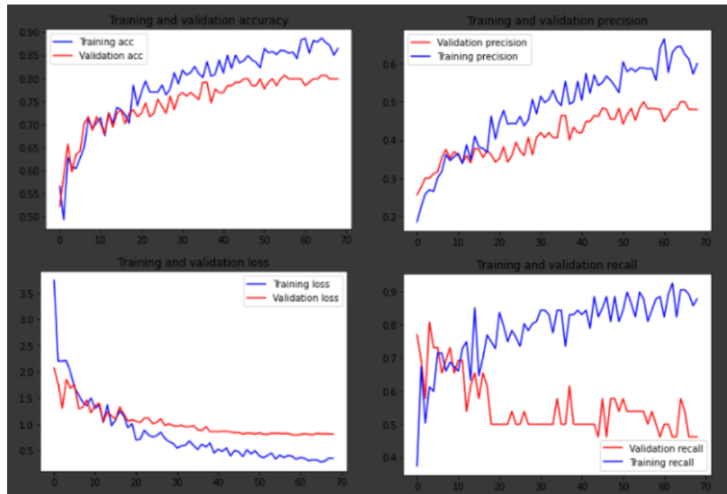 Training and validation accuracy
0.90
0.85
0.80
0.75
0.70
0.65
0.60
0.55
0.50
Training acc
Validation acc
0 10 20 30 40 50 60 70
Training and validation precision
0.6
0.5
0.4
0.3
0.2
Validation precision
Training precision
0 10 20 30 40 50 60 70
Training and validation loss
3.5
3.0
2.5
2.0
1.5
1.0
0.5
Training loss
Validation loss
0 10 20 30 40 50 60 70
Training and validation recall
0.9
0.8
0.7
0.6
0.5
0.4
Validation recall
Training recall
0 10 20 30 40 50 60 70